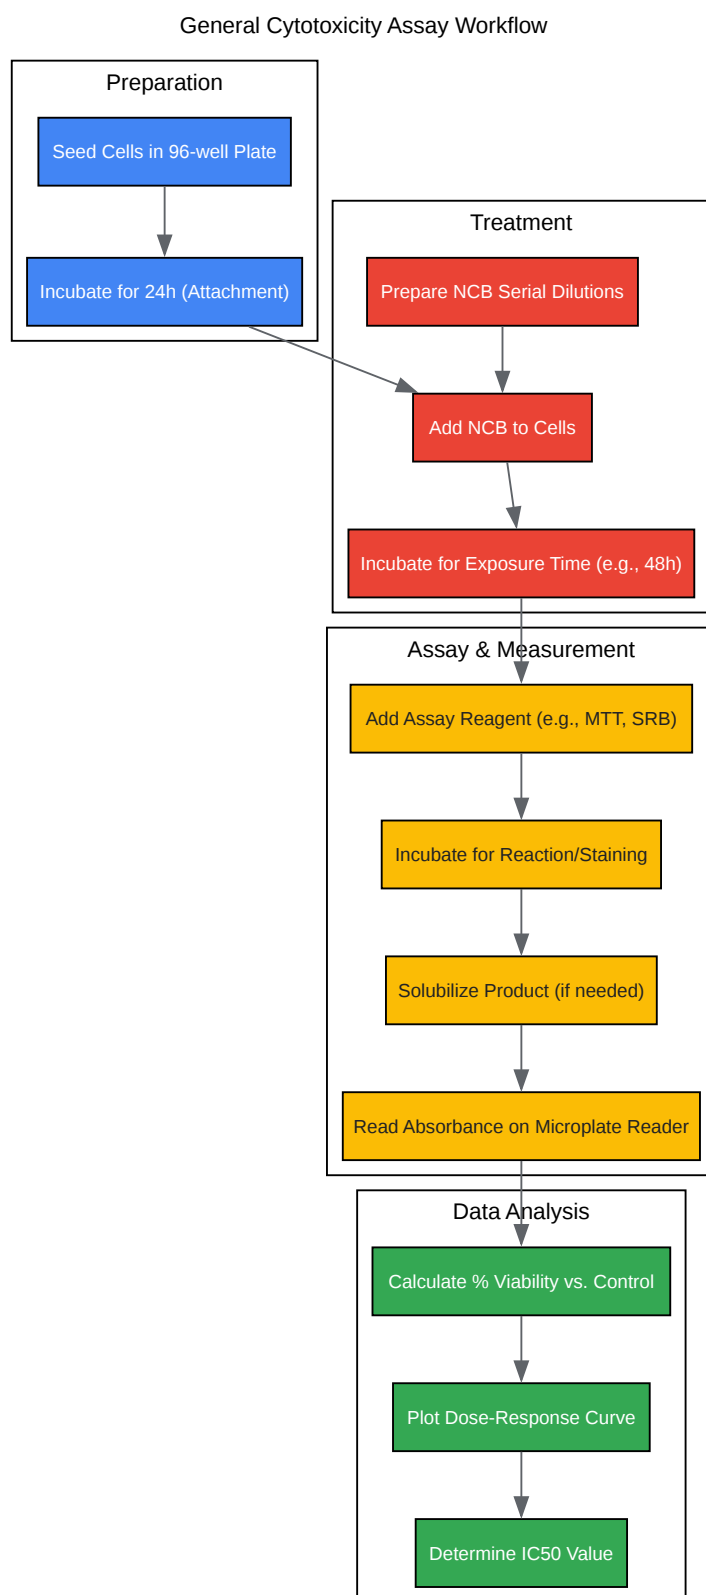 General Cytotoxicity Assay Workflow
Preparation
Seed Cells in 96-well Plate
Incubate for 24h (Attachment)
Treatment
Prepare NCB Serial Dilutions
Add NCB to Cells
Incubate for Exposure Time (e.g., 48h)
Assay & Measurement
Add Assay Reagent (e.g., MTT, SRB)
Incubate for Reaction/Staining
Solubilize Product (if needed)
Read Absorbance on Microplate Reader
Data Analysis
Calculate % Viability vs. Control
Plot Dose-Response Curve
Determine IC50 Value